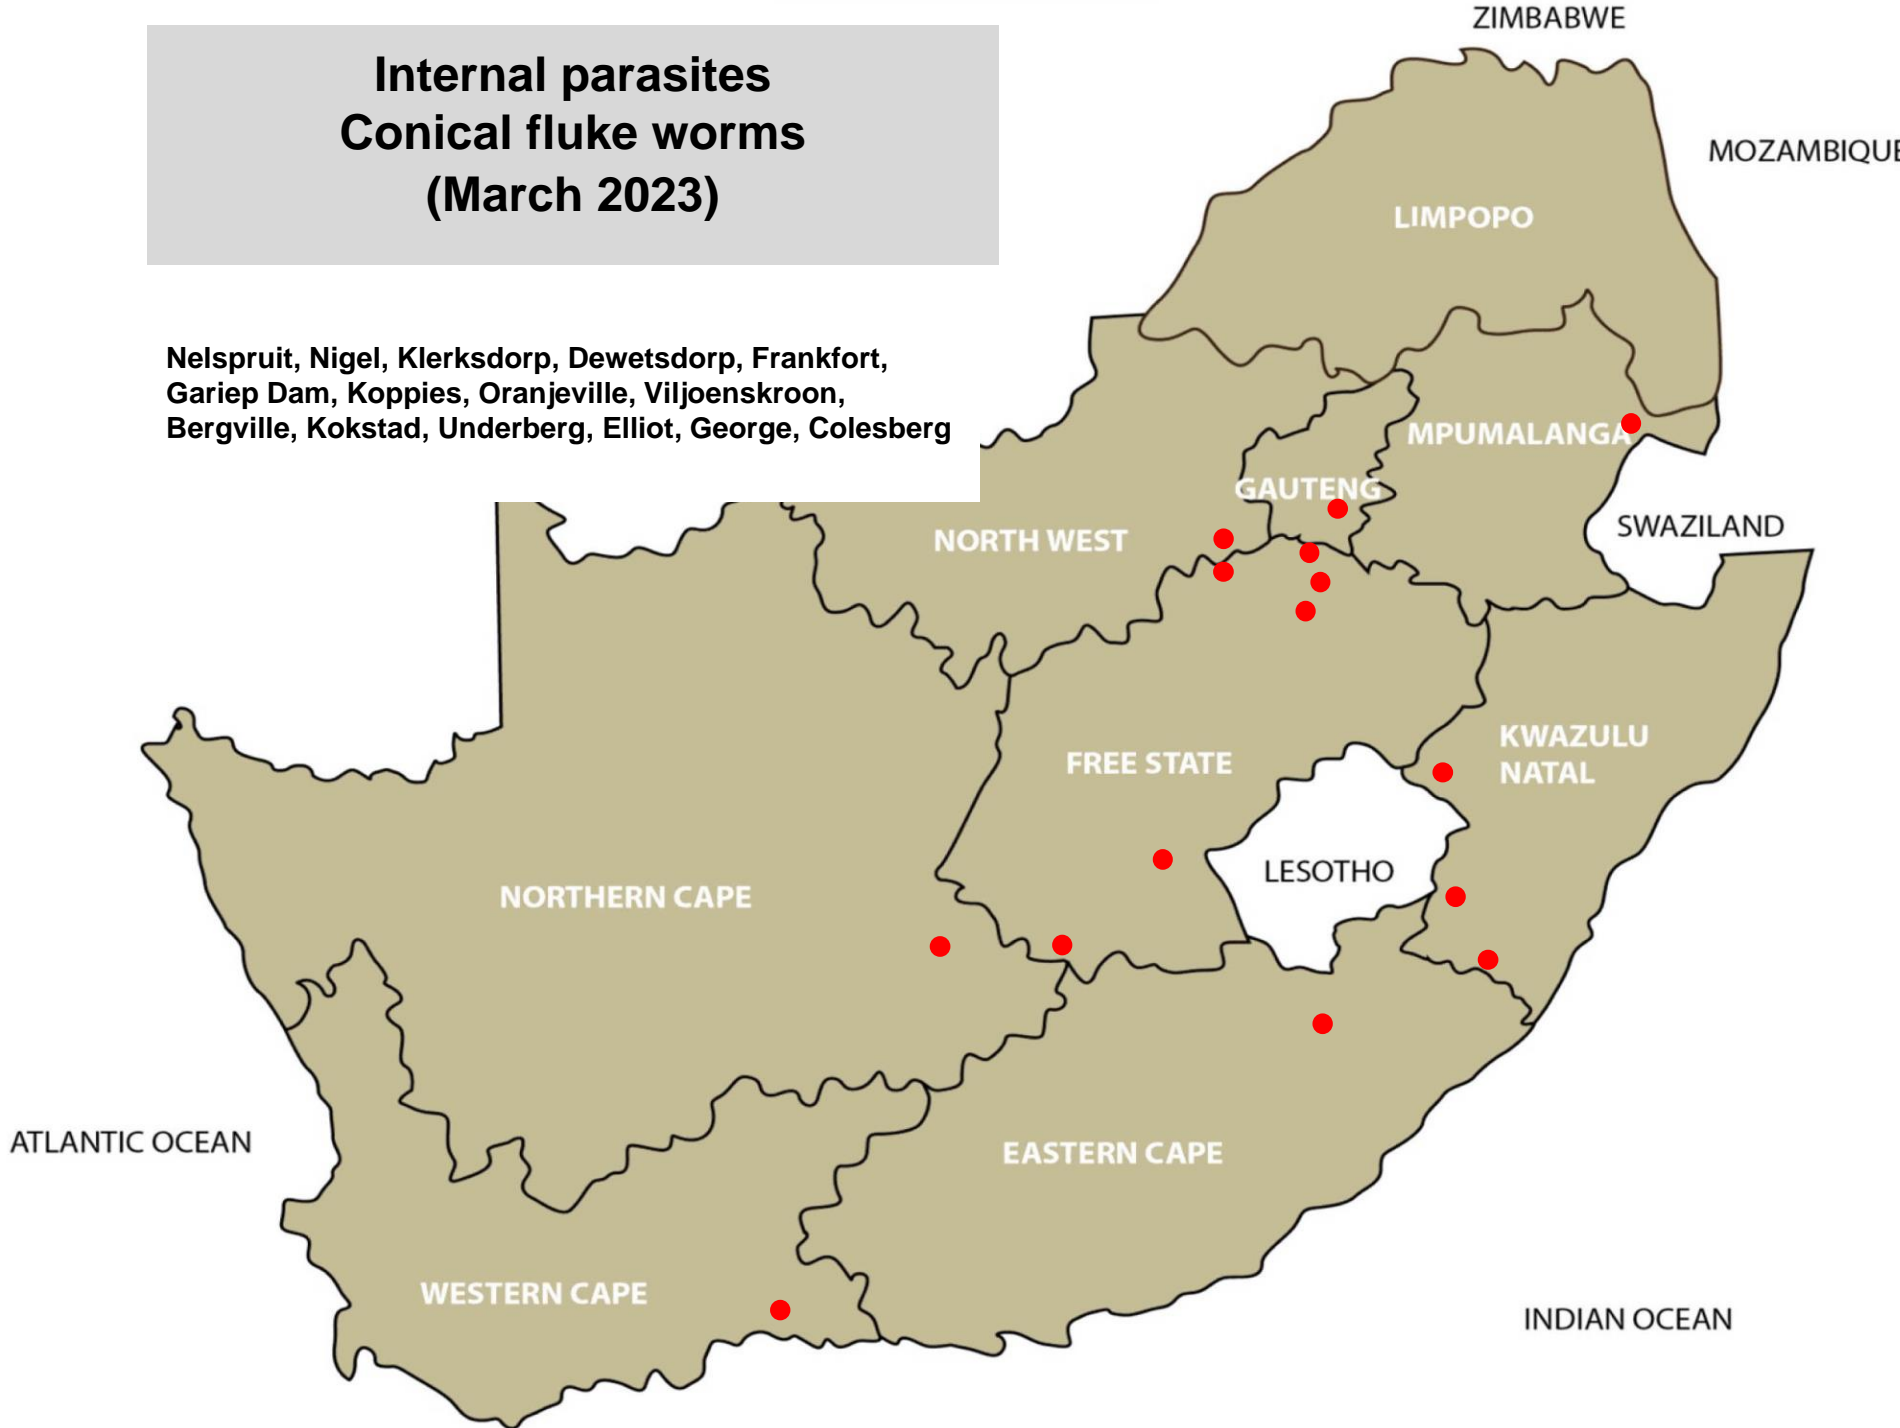 ZIMBABWE
Internal parasites
Conical fluke worms
(March 2023)
MOZAMBIQUE
LIMPOPO
Nelspruit, Nigel, Klerksdorp, Dewetsdorp, Frankfort,
Gariep Dam, Koppies, Oranjeville, Viljoenskroon,
Bergville, Kokstad, Underberg, Elliot, George, Colesberg
MPUMALANGA
GAUTENG
SWAZILAND
NORTH WEST
KWAZULU
NATAL
FREE STATE
LESOTHO
NORTHERN CAPE
ATLANTIC OCEAN
EASTERN CAPE
WESTERN CAPE
INDIAN OCEAN